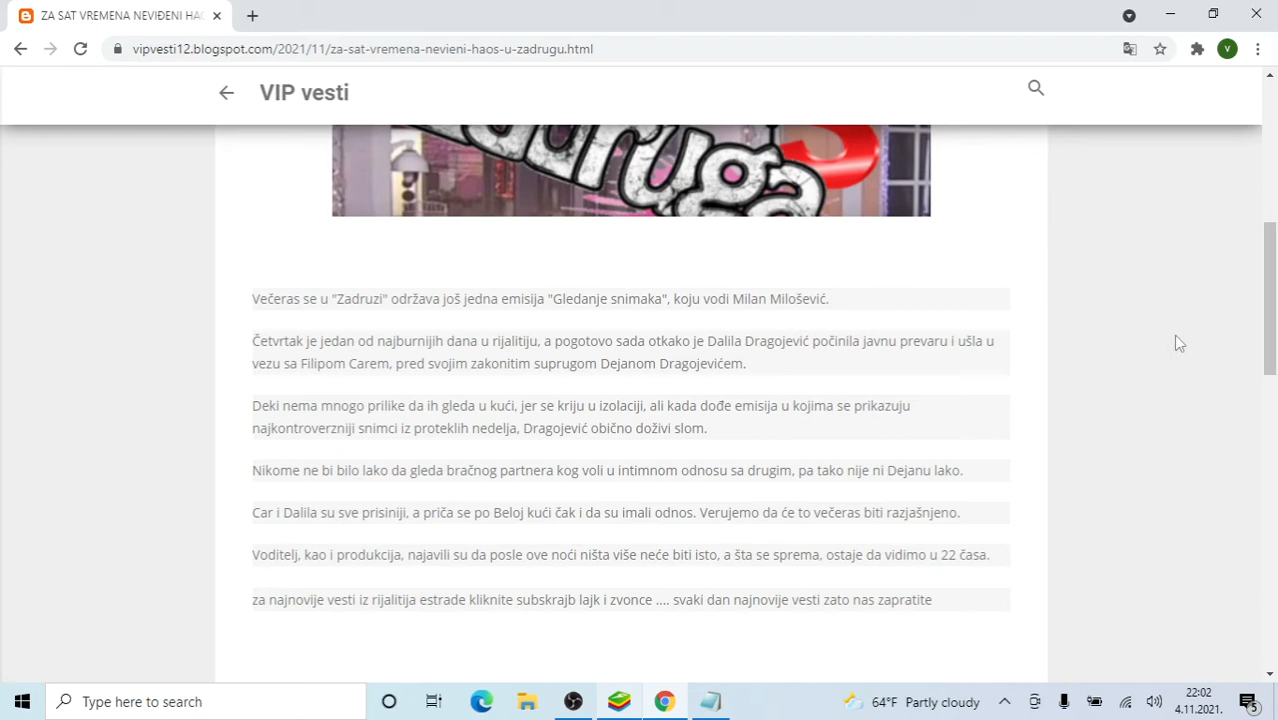 ZA SAT VREMENA NEVIĐENI HAO
vipvesti12.blogspot.com/2021/11/za-sat-vremena-nevieni-haos-u-zadrugu.html
V
VIP vesti
Večeras se u "Zadruzi" održava još jedna emisija "Gledanje snimaka", koju vodi Milan Milošević.
Četvrtak je jedan od najburnijih dana u rijalitiju, a pogotovo sada otkako je Dalila Dragojević počinila javnu prevaru i ušla u
vezu sa Filipom Carem, pred svojim zakonitim suprugom Dejanom Dragojevićem.
Deki nema mnogo prilike da ih gleda u kući, jer se kriju u izolaciji, ali kada dođe emisija u kojima se prikazuju
najkontroverzniji snimci iz proteklih nedelja, Dragojević obično doživi slom.
Nikome ne bi bilo lako da gleda bračnog partnera kog voli u intimnom odnosu sa drugim, pa tako nije ni Dejanu lako.
Car i Dalila su sve prisiniji, a priča se po Beloj kući čak i da su imali odnos. Verujemo da će to večeras biti razjašnjeno.
Voditelj, kao i produkcija, najavili su da posle ove noći ništa više neće biti isto, a šta se sprema, ostaje da vidimo u 22 časa.
za najnovije vesti iz rijalitija estrade kliknite subskrajb lajk i zvonce .... svaki dan najnovije vesti zato nas zapratite
Type here to search
64°F Partly cloudy
22:02
4.11.2021.
5